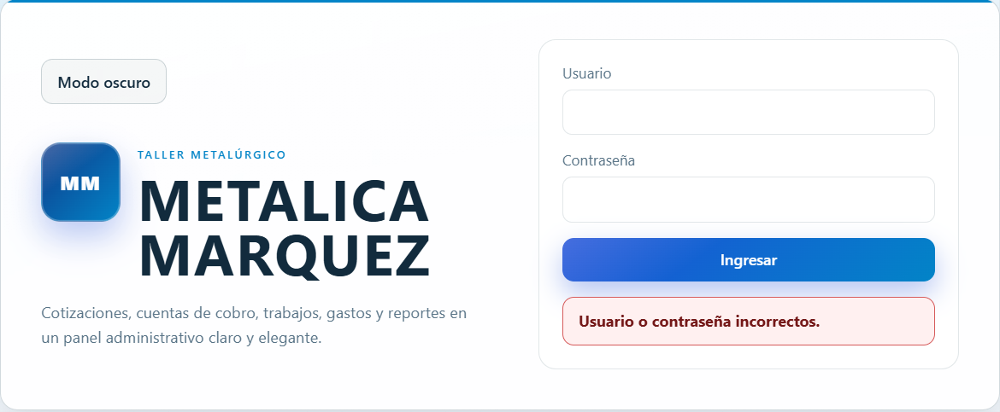 Modo oscuro
MM
TALLER METALÚRGICO
METALICA
MARQUEZ
Cotizaciones, cuentas de cobro, trabajos, gastos y reportes en
un panel administrativo claro y elegante.
Usuario
Contraseña
Ingresar
Usuario o contraseña incorrectos.